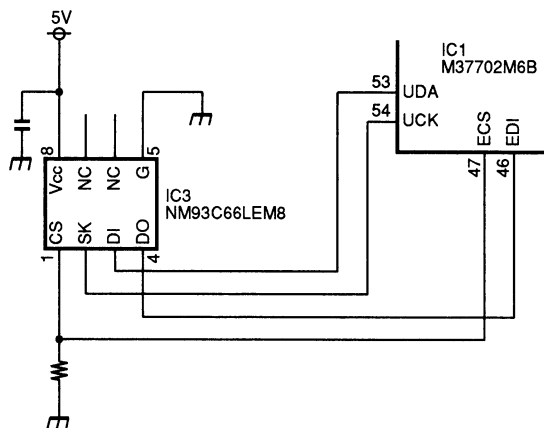 5V
IC1
M37702M6B
53
UDA
54
UCK
ECS
EDI
47
46
8
5
Vcc
NC
NC
G
IC3
NM93C66LEM8
CS
SK
DI
DO
1
4